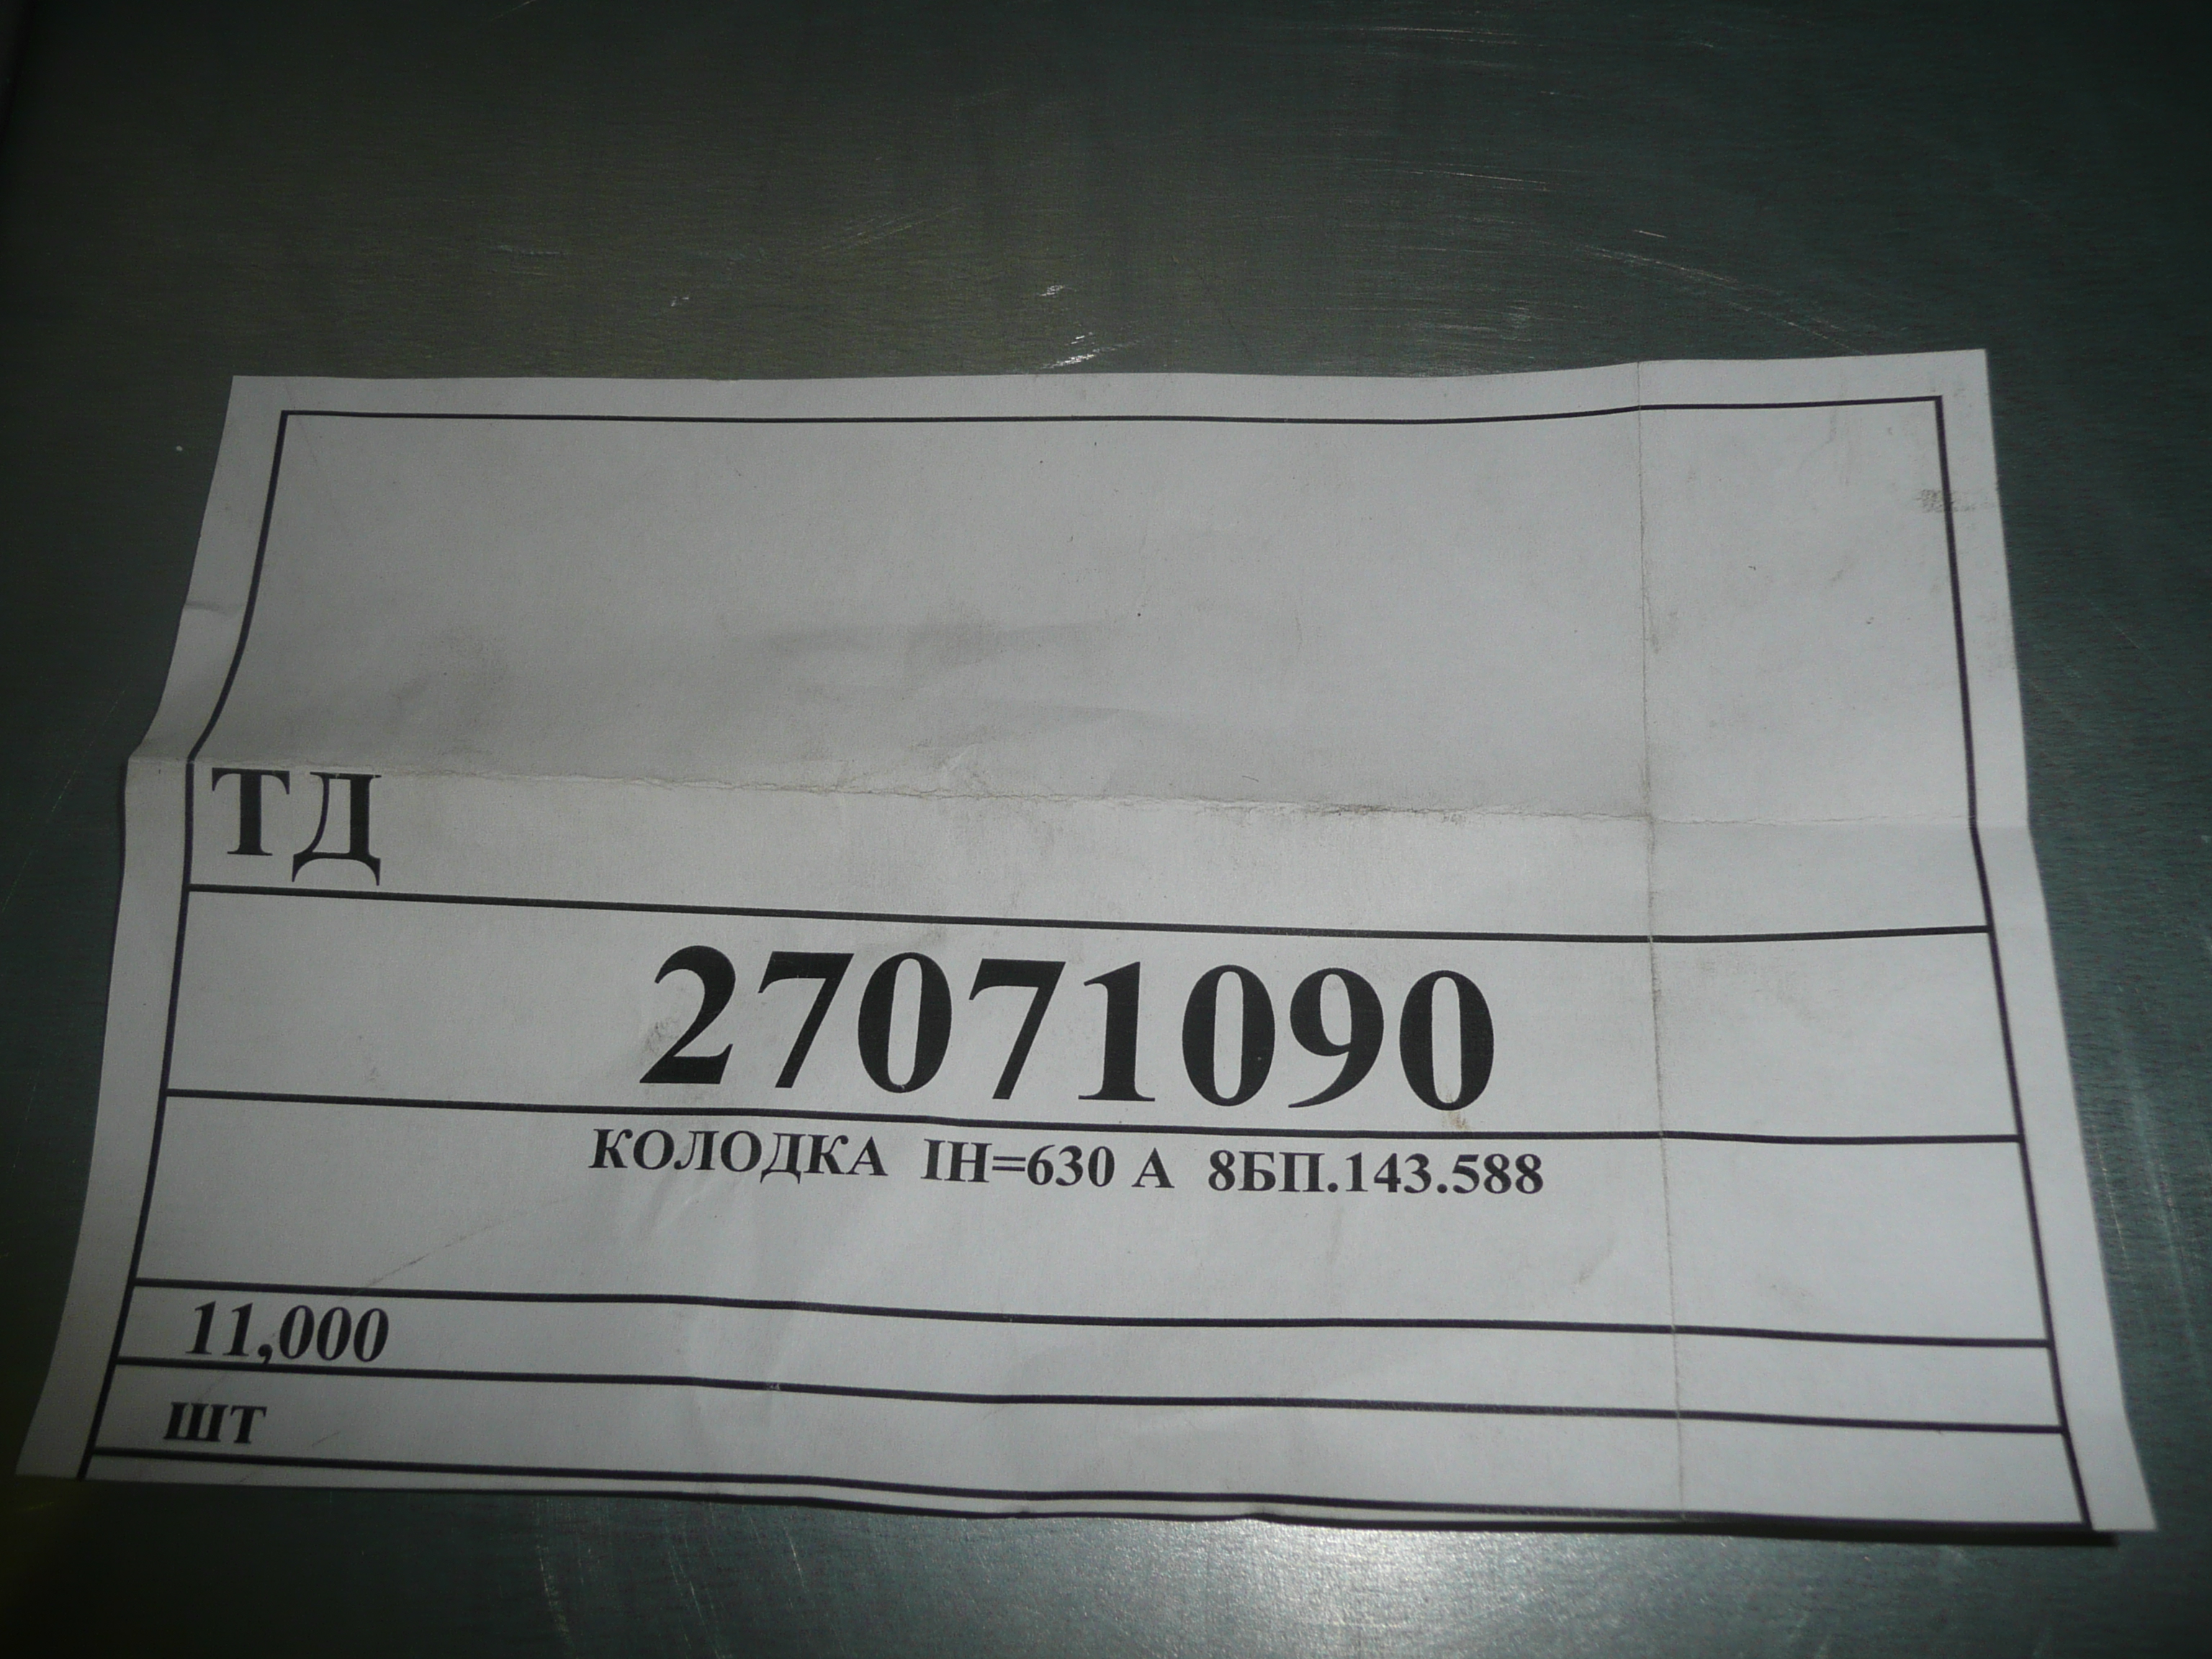 ТД
27071090
КОЛОДКА IН=630 А 8БП.143.588
11,000
ШТ